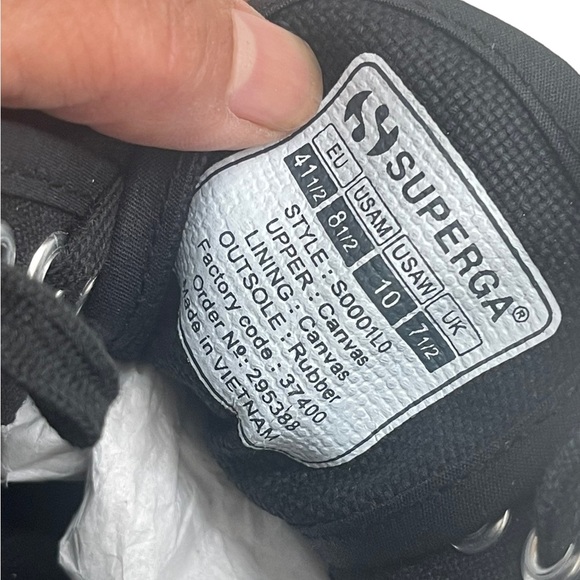 SUPERGA®
EU USAM USAW UK
41 1/2 8 1/2 10 7 1/2
STYLE : S0001L0
UPPER : Canvas
LINING : Canvas
OUTSOLE : Rubber
Factory code : 37400
Order Nº : 295388
Made in VIETNAM